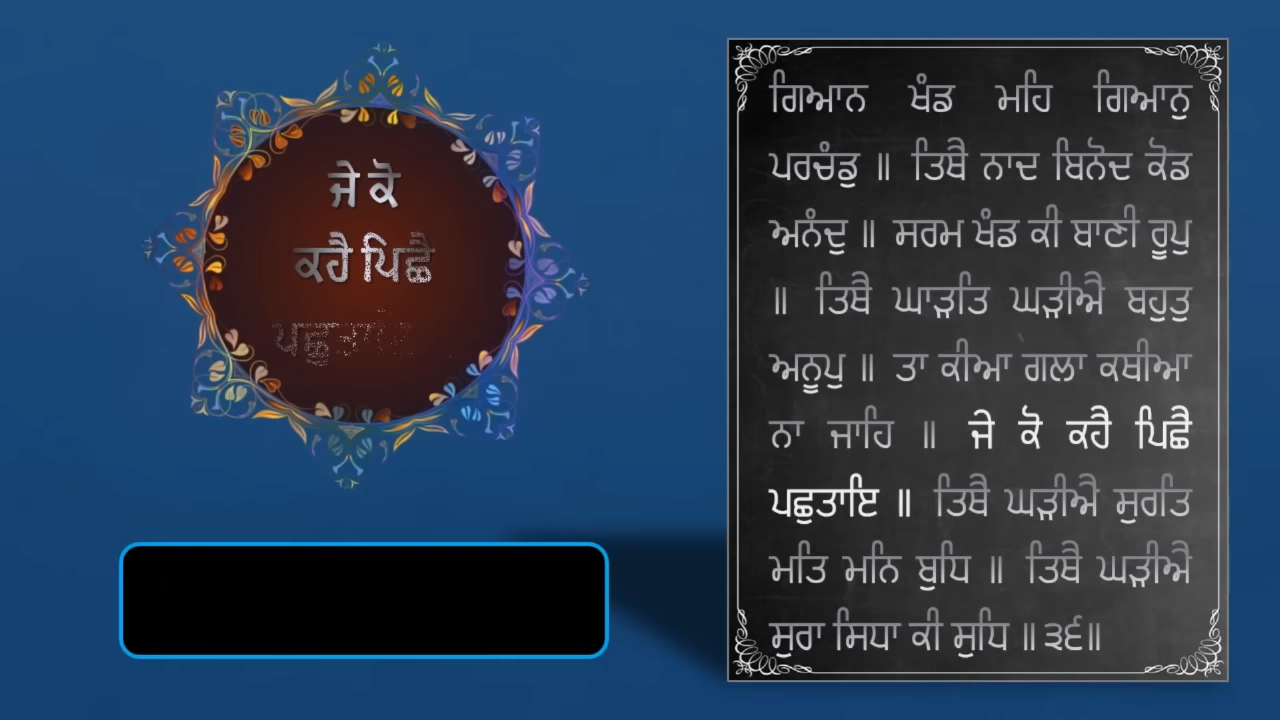 ਜੇ ਕੋ
ਕਹੈ ਪਿਛੈ
ਗਿਆਨ ਖੰਡ ਮਹਿ ਗਿਆਨੁ
ਪਰਚੰਡੁ ॥ ਤਿਥੈ ਨਾਦ ਬਿਨੋਦ ਕੋਡ
ਅਨੰਦੁ ॥ ਸਰਮ ਖੰਡ ਕੀ ਬਾਣੀ ਰੂਪੁ
॥ ਤਿਥੈ ਘਾੜਤਿ ਘੜੀਐ ਬਹੁਤੁ
ਅਨੂਪੁ ॥ ਤਾ ਕੀਆ ਗਲਾ ਕਥੀਆ
ਨਾ ਜਾਹਿ ॥ ਜੇ ਕੋ ਕਹੈ ਪਿਛੈ
ਪਛੁਤਾਇ ॥ ਤਿਥੈ ਘੜੀਐ ਸੁਰਤਿ
ਮਤਿ ਮਨਿ ਬੁਧਿ ॥ ਤਿਥੈ ਘੜੀਐ
ਸੁਰਾ ਸਿਧਾ ਕੀ ਸੁਧਿ ॥੩੬॥